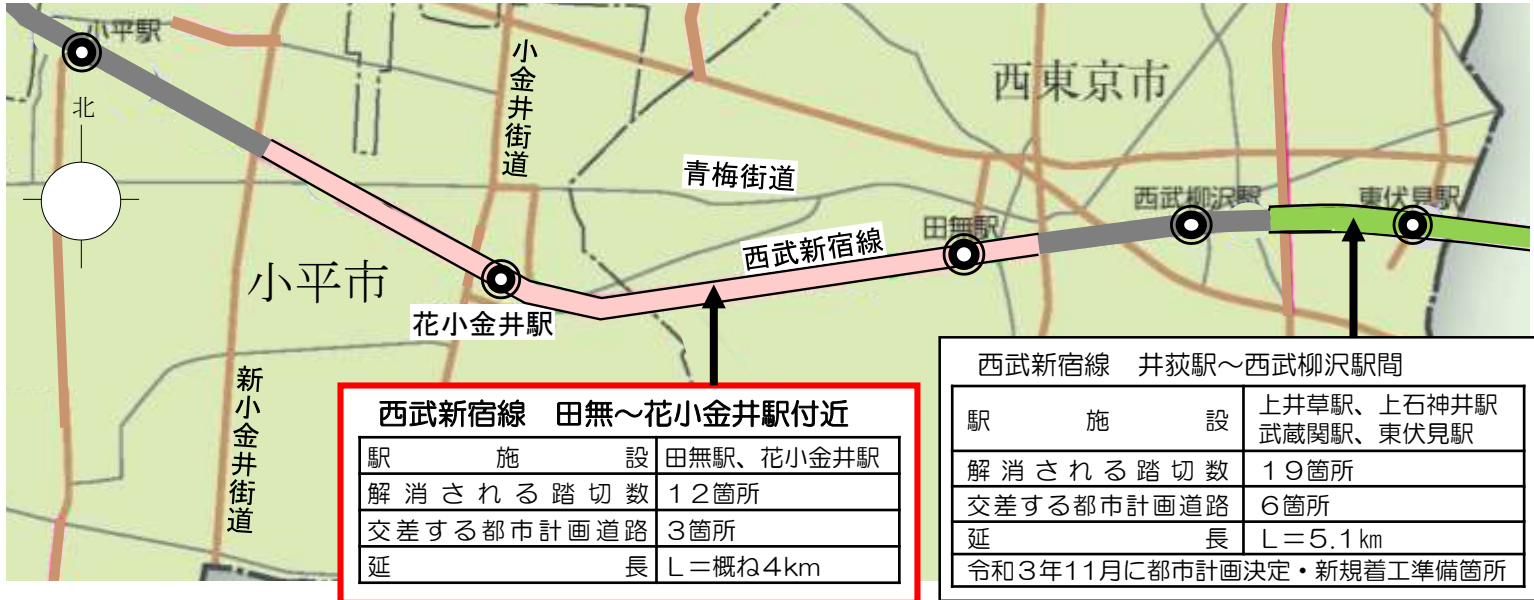 小平駅
北
小金井街道
西東京市
青梅街道
西武柳沢駅
東伏見駅
田無駅
西武新宿線
小平市
花小金井駅
新小金井街道
西武新宿線　田無～花小金井駅付近
駅施設 田無駅、花小金井駅
解消される踏切数 １２箇所
交差する都市計画道路 ３箇所
延長 Ｌ＝概ね４km
西武新宿線　井荻駅～西武柳沢駅間
駅施設 上井草駅、上石神井駅
武蔵関駅、東伏見駅
解消される踏切数 １９箇所
交差する都市計画道路 ６箇所
延長 Ｌ＝５.１km
令和３年11月に都市計画決定・新規着工準備箇所